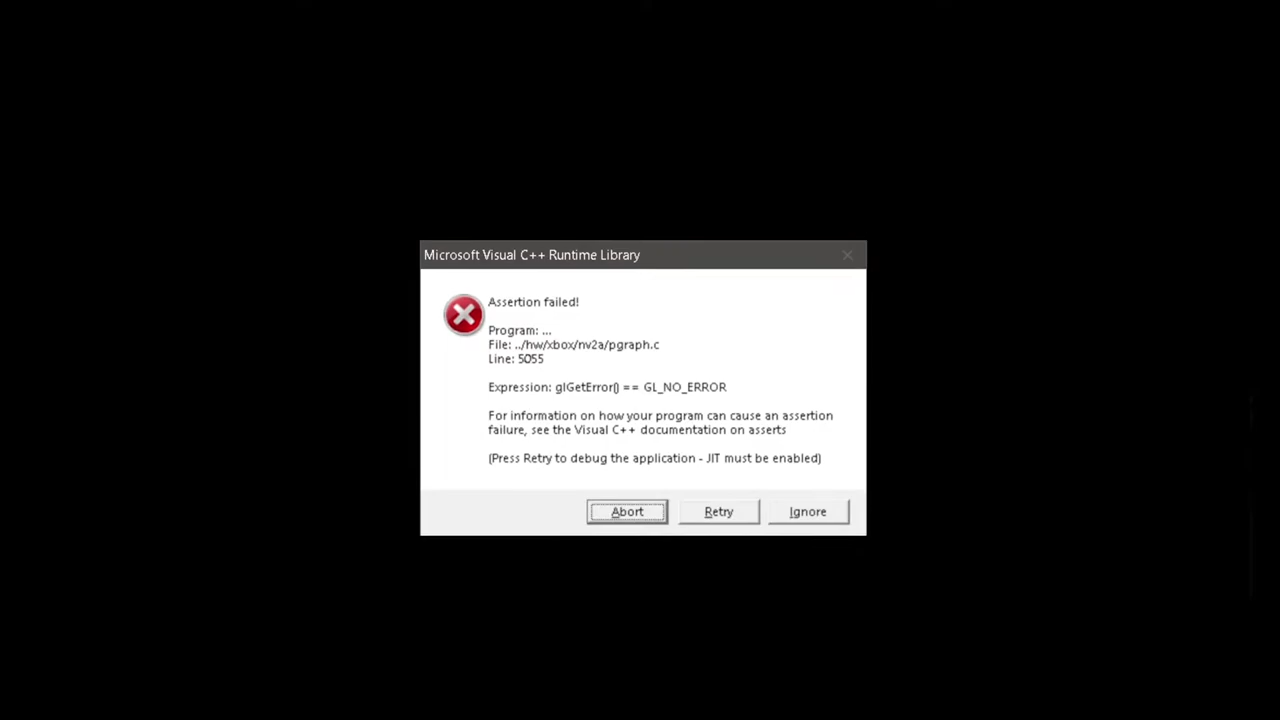 Microsoft Visual C++ Runtime Library
Assertion failed!
Program: ...
File: ../hw/xbox/nv2a/pgraph.c
Line: 5055
Expression: glGetError() == GL_NO_ERROR
For information on how your program can cause an assertion
failure, see the Visual C++ documentation on asserts
(Press Retry to debug the application - JIT must be enabled)
Abort Retry Ignore